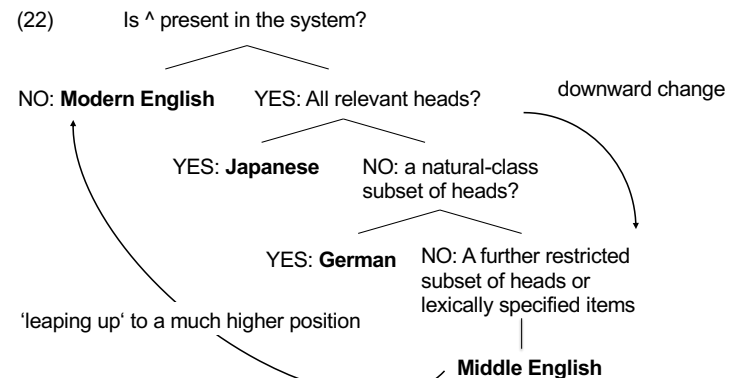 (22) Is ^ present in the system?
NO: Modern English YES: All relevant heads? downward change
YES: Japanese NO: a natural-class
subset of heads?
YES: German NO: A further restricted
subset of heads or
lexically specified items
‘leaping up‘ to a much higher position
Middle English